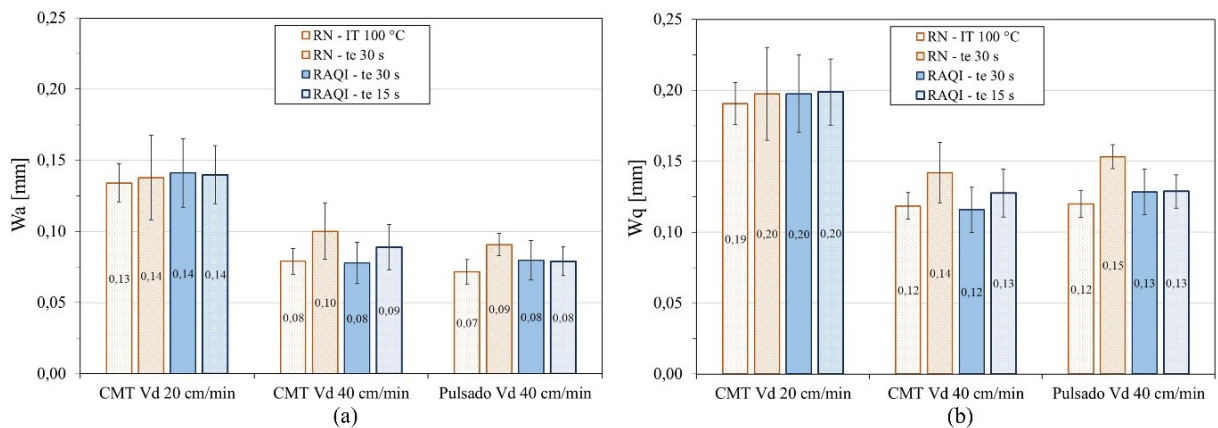 0,25
0,20
0,15
0,10
0,05
0,00
Wa [mm]
RN - IT 100 °C
RN - te 30 s
RAQI - te 30 s
RAQI - te 15 s
0,13
0,14
0,14
0,14
0,08
0,10
0,08
0,09
0,07
0,09
0,08
0,08
CMT Vd 20 cm/min
CMT Vd 40 cm/min
Pulsado Vd 40 cm/min
(a)
0,25
0,20
0,15
0,10
0,05
0,00
Wq [mm]
RN - IT 100 °C
RN - te 30 s
RAQI - te 30 s
RAQI - te 15 s
0,19
0,20
0,20
0,20
0,12
0,14
0,12
0,13
0,12
0,15
0,13
0,13
CMT Vd 20 cm/min
CMT Vd 40 cm/min
Pulsado Vd 40 cm/min
(b)